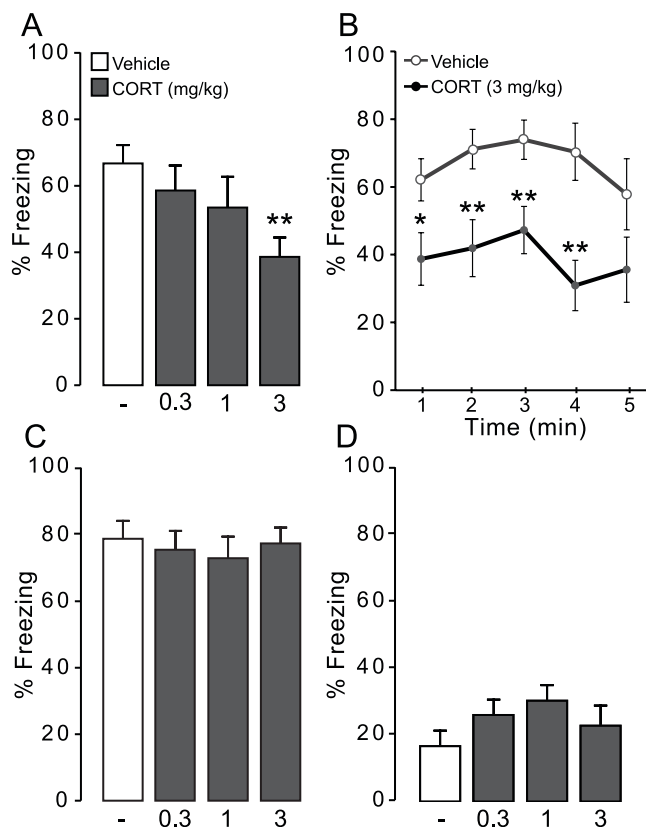 A
100
80
60
40
20
0
% Freezing
Vehicle
CORT (mg/kg)
**
- 0.3 1 3
B
100
80
60
40
20
0
% Freezing
Vehicle
CORT (3 mg/kg)
* ** ** **
1 2 3 4 5
Time (min)
C
100
80
60
40
20
0
% Freezing
- 0.3 1 3
D
100
80
60
40
20
0
% Freezing
- 0.3 1 3